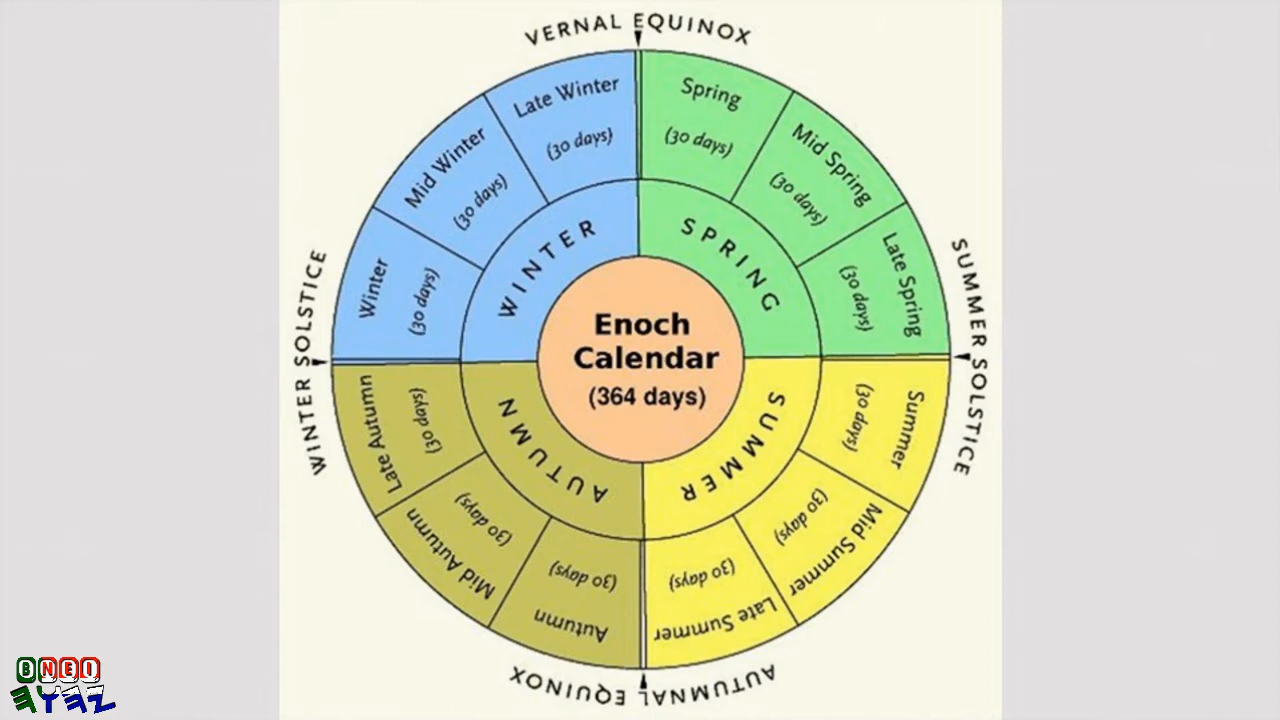 VERNAL EQUINOX
Spring
(30 days)
Mid Spring
(30 days)
Late Spring
(30 days)
SPRING
SUMMER SOLSTICE
Summer
(30 days)
Mid Summer
(30 days)
Late Summer
(30 days)
SUMMER
AUTUMNAL EQUINOX
Autumn
(30 days)
Mid Autumn
(30 days)
Late Autumn
(30 days)
AUTUMN
WINTER SOLSTICE
Winter
(30 days)
Mid Winter
(30 days)
Late Winter
(30 days)
WINTER
Enoch
Calendar
(364 days)
BNEI